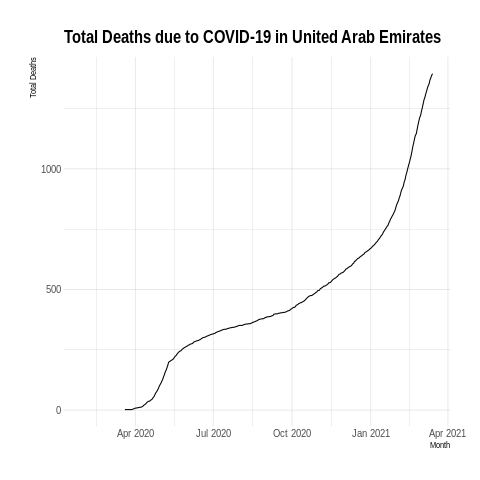 Total Deaths due to COVID-19 in United Arab Emirates
Total Deaths
1000
500
0
Apr 2020 Jul 2020 Oct 2020 Jan 2021 Apr 2021
Month